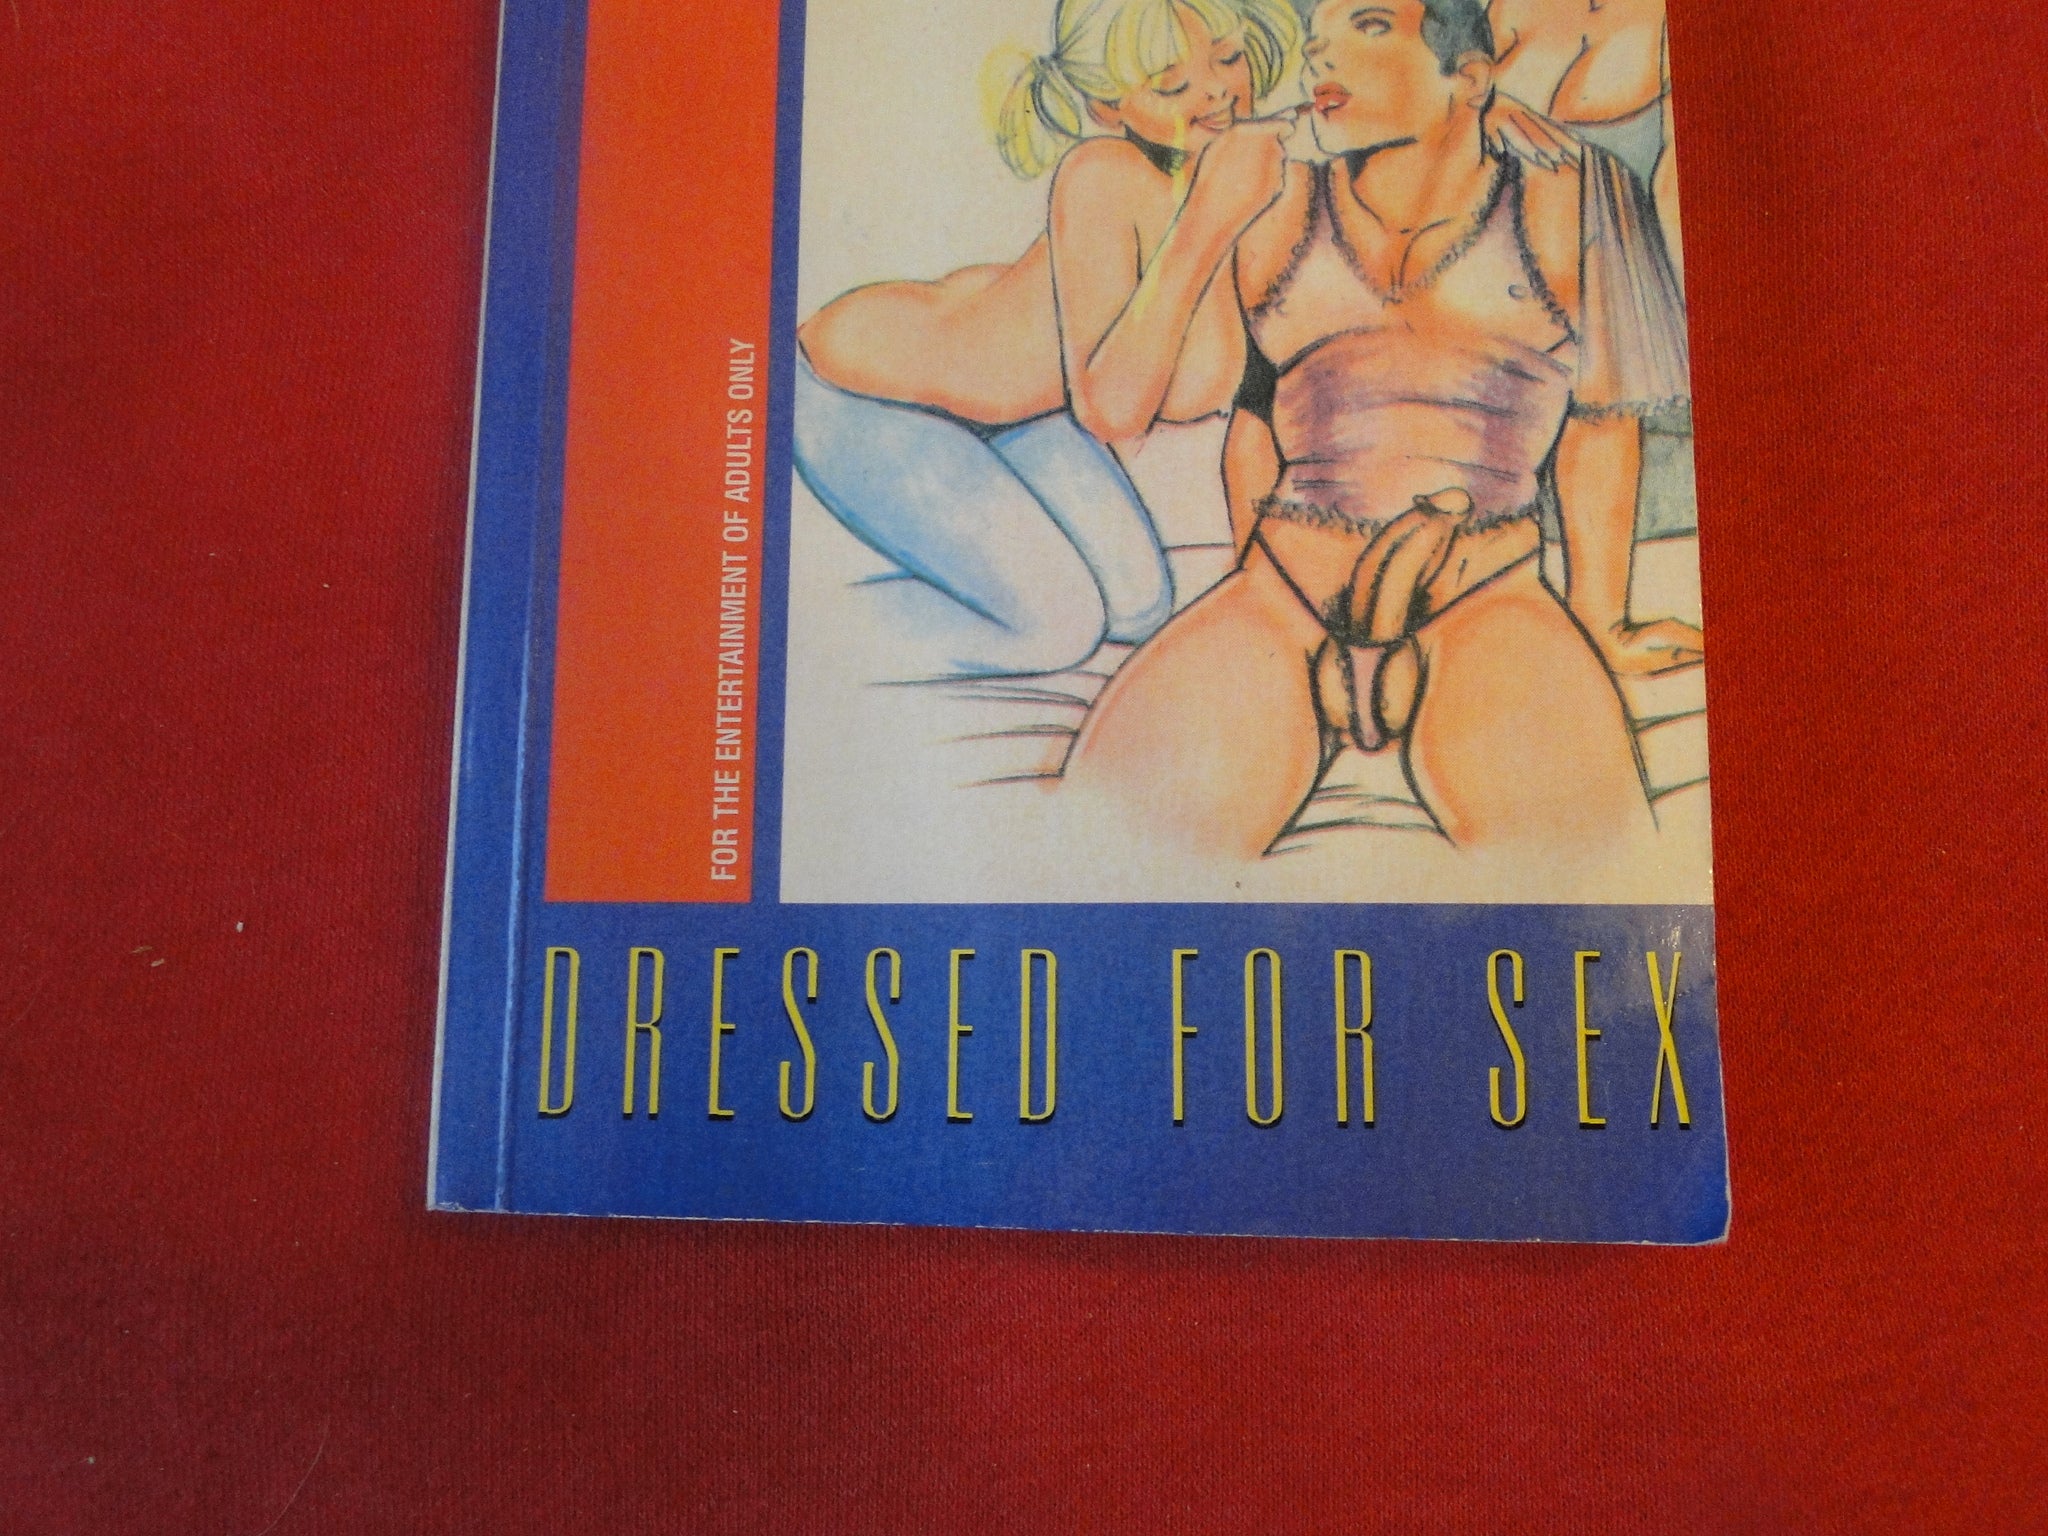 FOR THE ENTERTAINMENT OF ADULTS ONLY
DRESSED FOR SEX